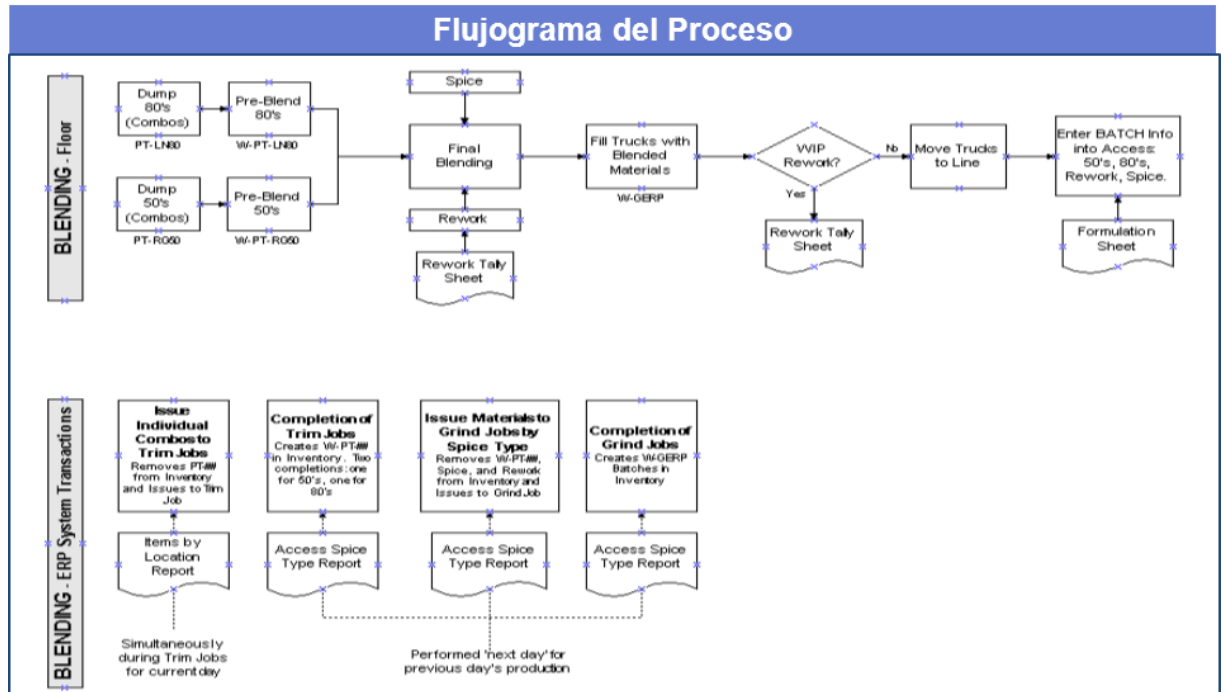 Flujograma del Proceso
BLENDING - Floor
Dump
80's
(Combos)
PT-LN80
Pre-Blend
80's
W-PT-LN80
Dump
50's
(Combos)
PT-RG50
Pre-Blend
50's
W-PT-RG50
Spice
Final
Blending
Rework
Rework Tally
Sheet
Fill Trucks with
Blended
Materials
W-GERP
WIP
Rework?
No
Yes
Rework Tally
Sheet
Move Trucks
to Line
Enter BATCH Info
into Access:
50's, 80's,
Rework, Spice.
Formulation
Sheet
BLENDING - ERP System Transactions
Issue
Individual
Combos to
Trim Jobs
Removes PT-##
from Inventory
and Issues to Trim
Job
Items by
Location
Report
Simultaneously
during Trim Jobs
for current day
Completion of
Trim Jobs
Creates W-PT-##
in Inventory. Two
completions: one
for 50's, one for
80's
Access Spice
Type Report
Issue Materials to
Grind Jobs by
Spice Type
Removes W-PT-##,
Spice, and Rework
from Inventory and
Issues to Grind Job
Access Spice
Type Report
Completion of
Grind Jobs
Creates W-GERP
Batches in
Inventory
Access Spice
Type Report
Performed 'next day' for
previous day's production